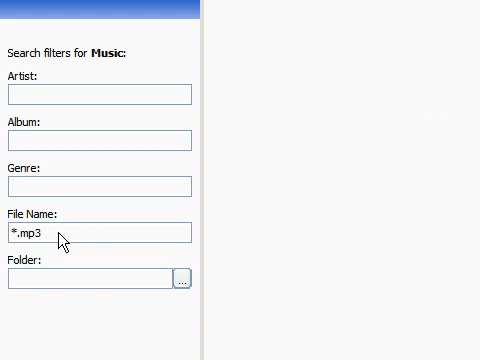 Search filters for Music:
Artist:
Album:
Genre:
File Name:
*.mp3
Folder:
...